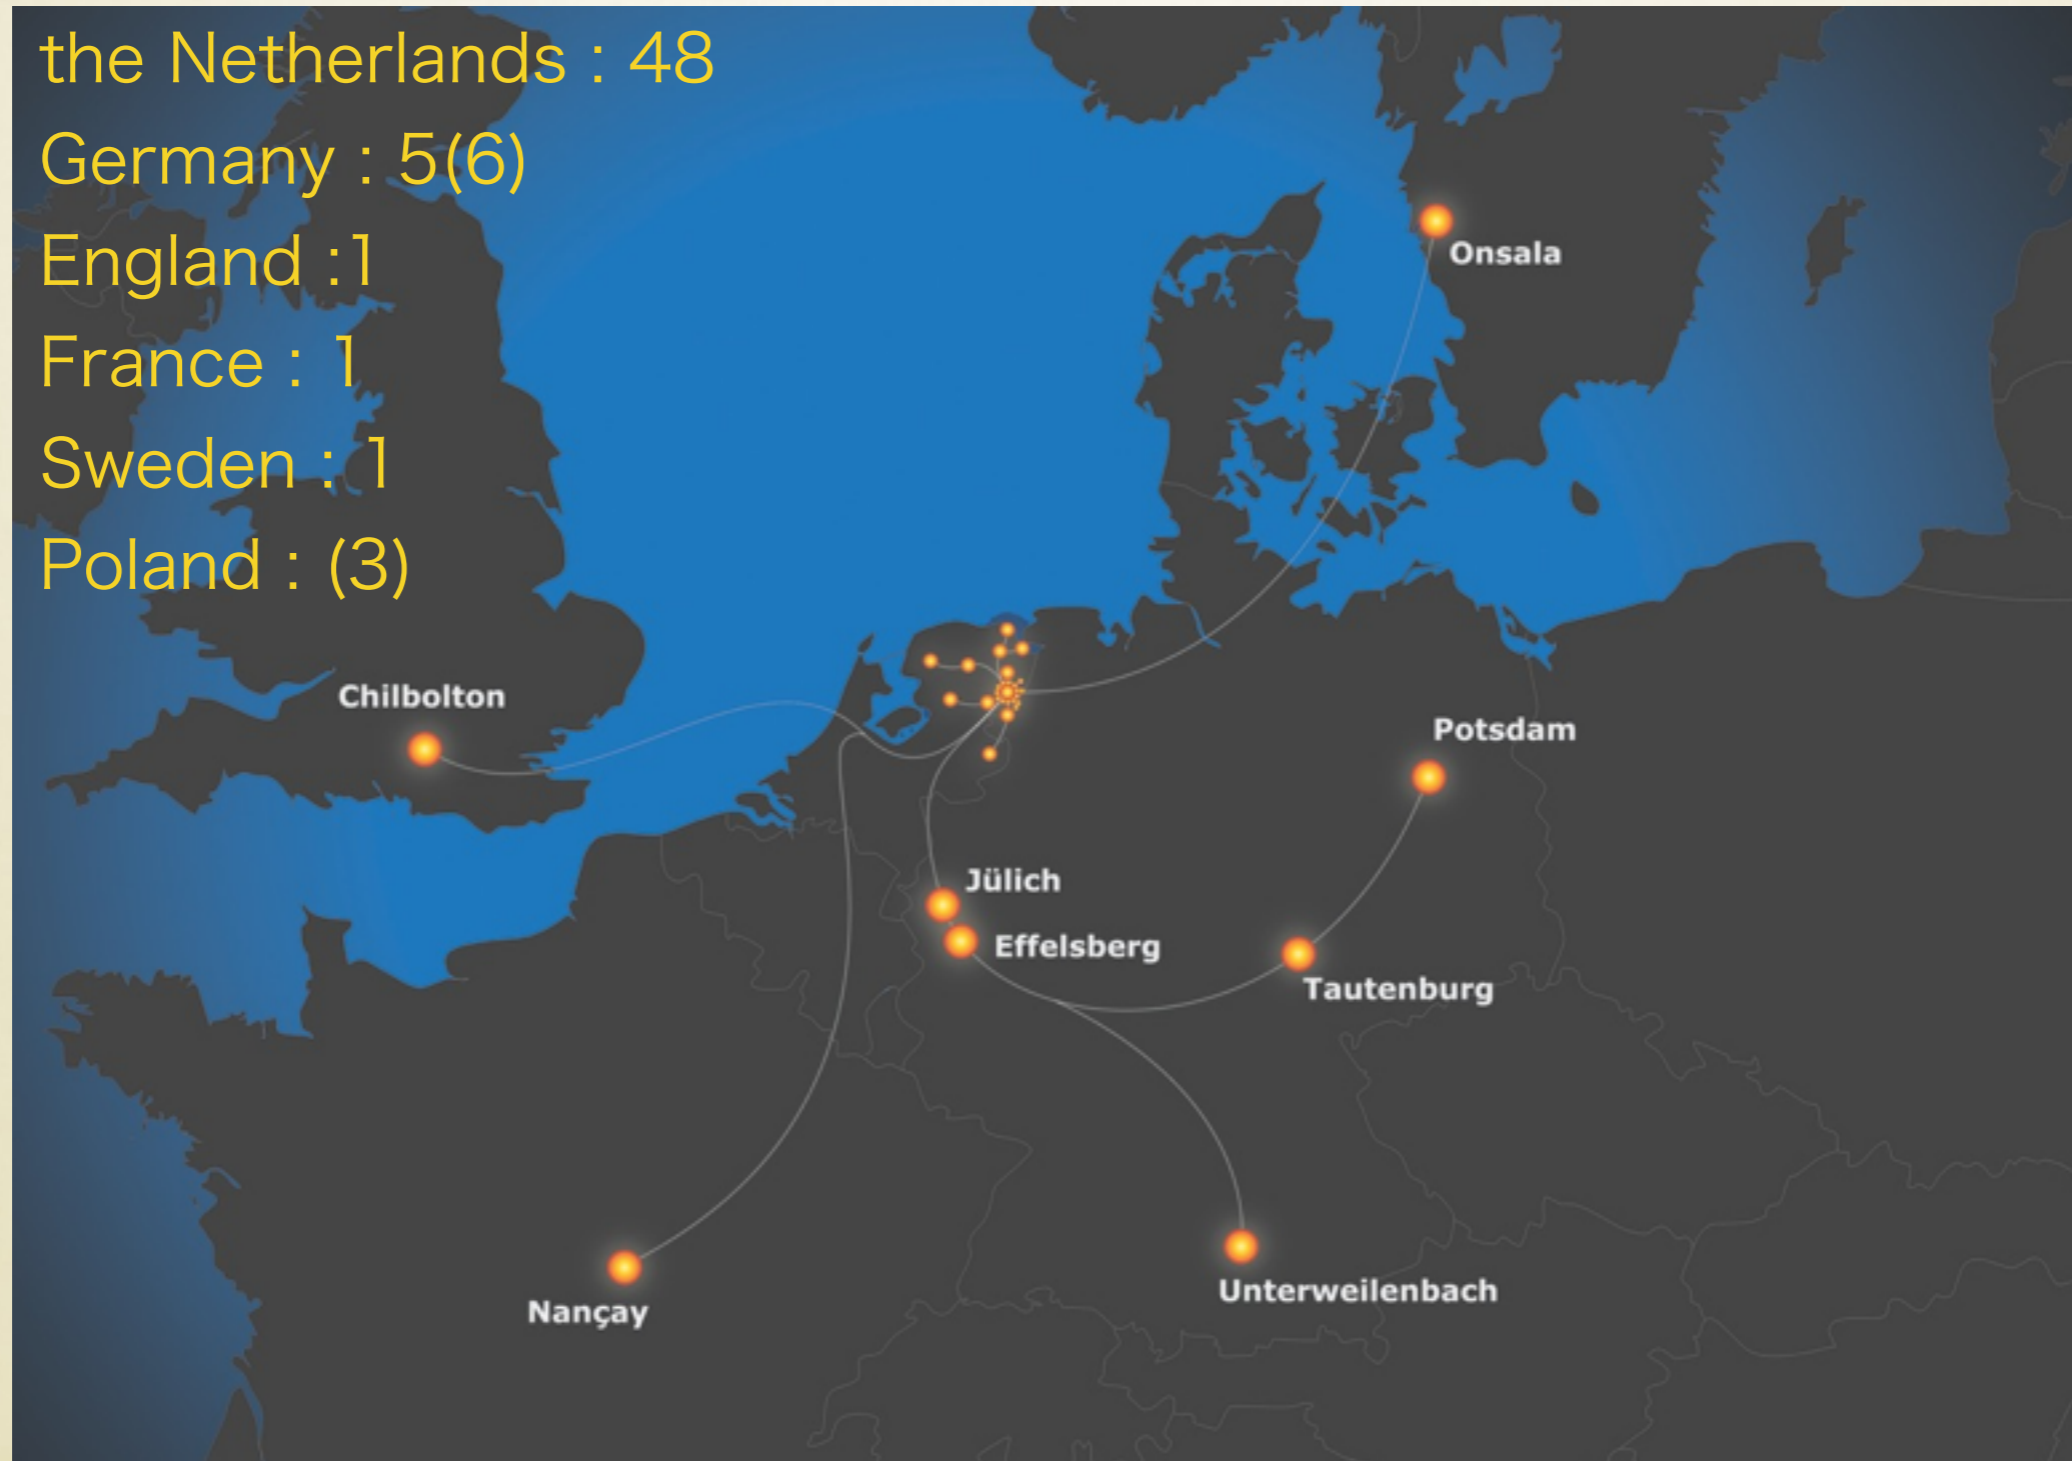 the Netherlands : 48
Germany : 5(6)
England :1
France : 1
Sweden : 1
Poland : (3)
Onsala
Chilbolton
Potsdam
Jülich
Effelsberg
Tautenburg
Unterweilenbach
Nançay